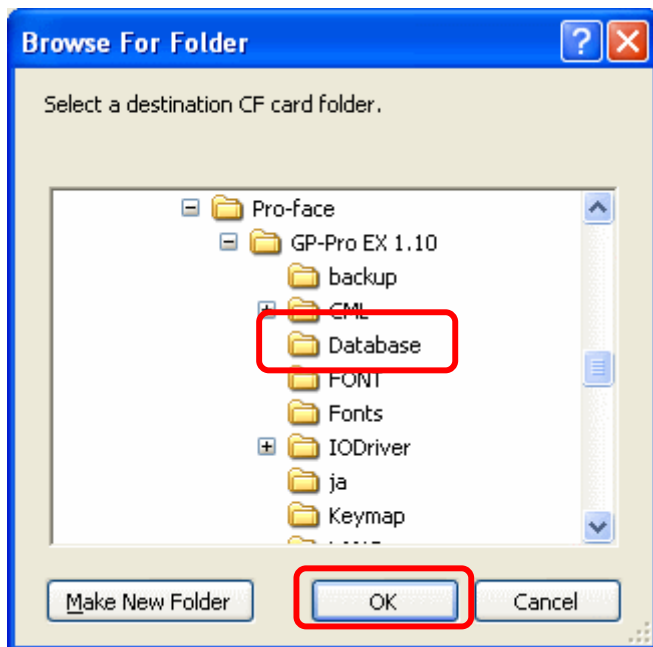 Browse For Folder
Select a destination CF card folder.
Pro-face
GP-Pro EX 1.10
backup
CML
Database
FONT
Fonts
IODriver
ja
Keymap
Make New Folder
OK
Cancel